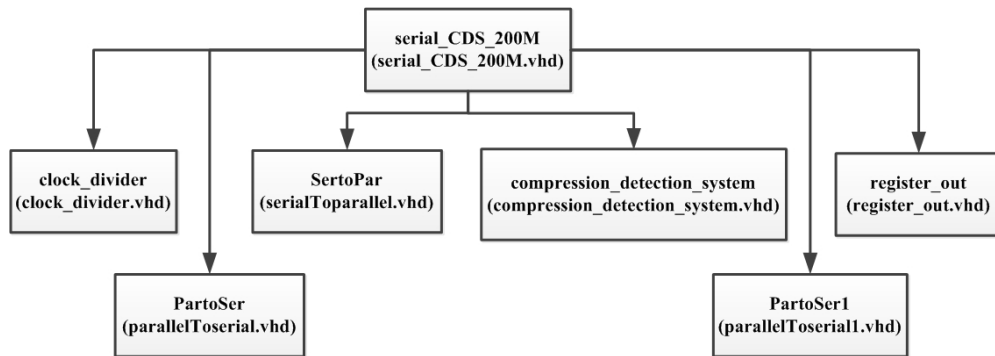 serial_CDS_200M
(serial_CDS_200M.vhd)
clock_divider
(clock_divider.vhd)
SertoPar
(serialToparallel.vhd)
compression_detection_system
(compression_detection_system.vhd)
register_out
(register_out.vhd)
PartoSer
(parallelToserial.vhd)
PartoSer1
(parallelToserial1.vhd)